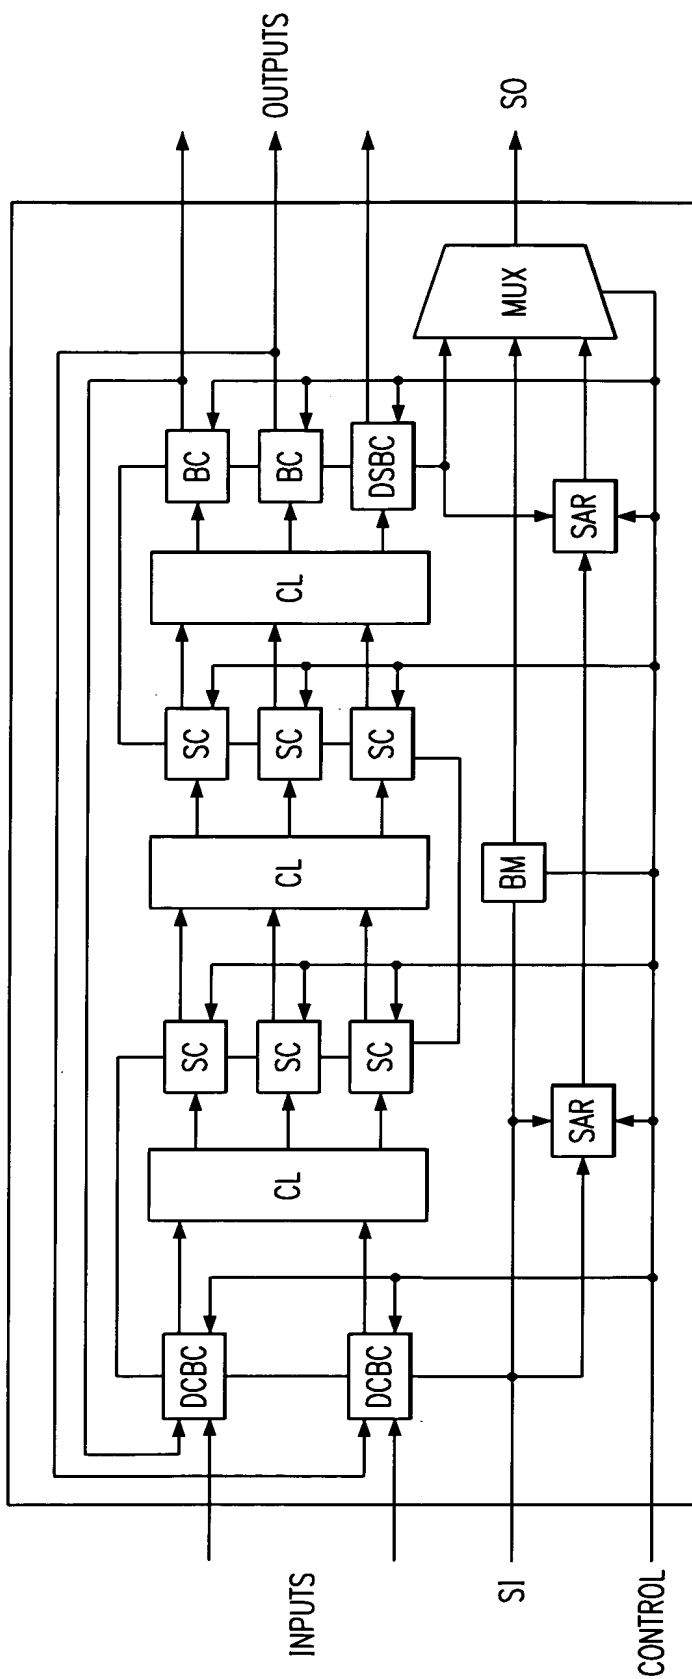 OUTPUTS
SO
MUX
BC
BC
DSBC
SAR
CL
SC
SC
SC
CL
BM
SC
SC
SC
SAR
CL
DCBC
DCBC
INPUTS
SI
CONTROL